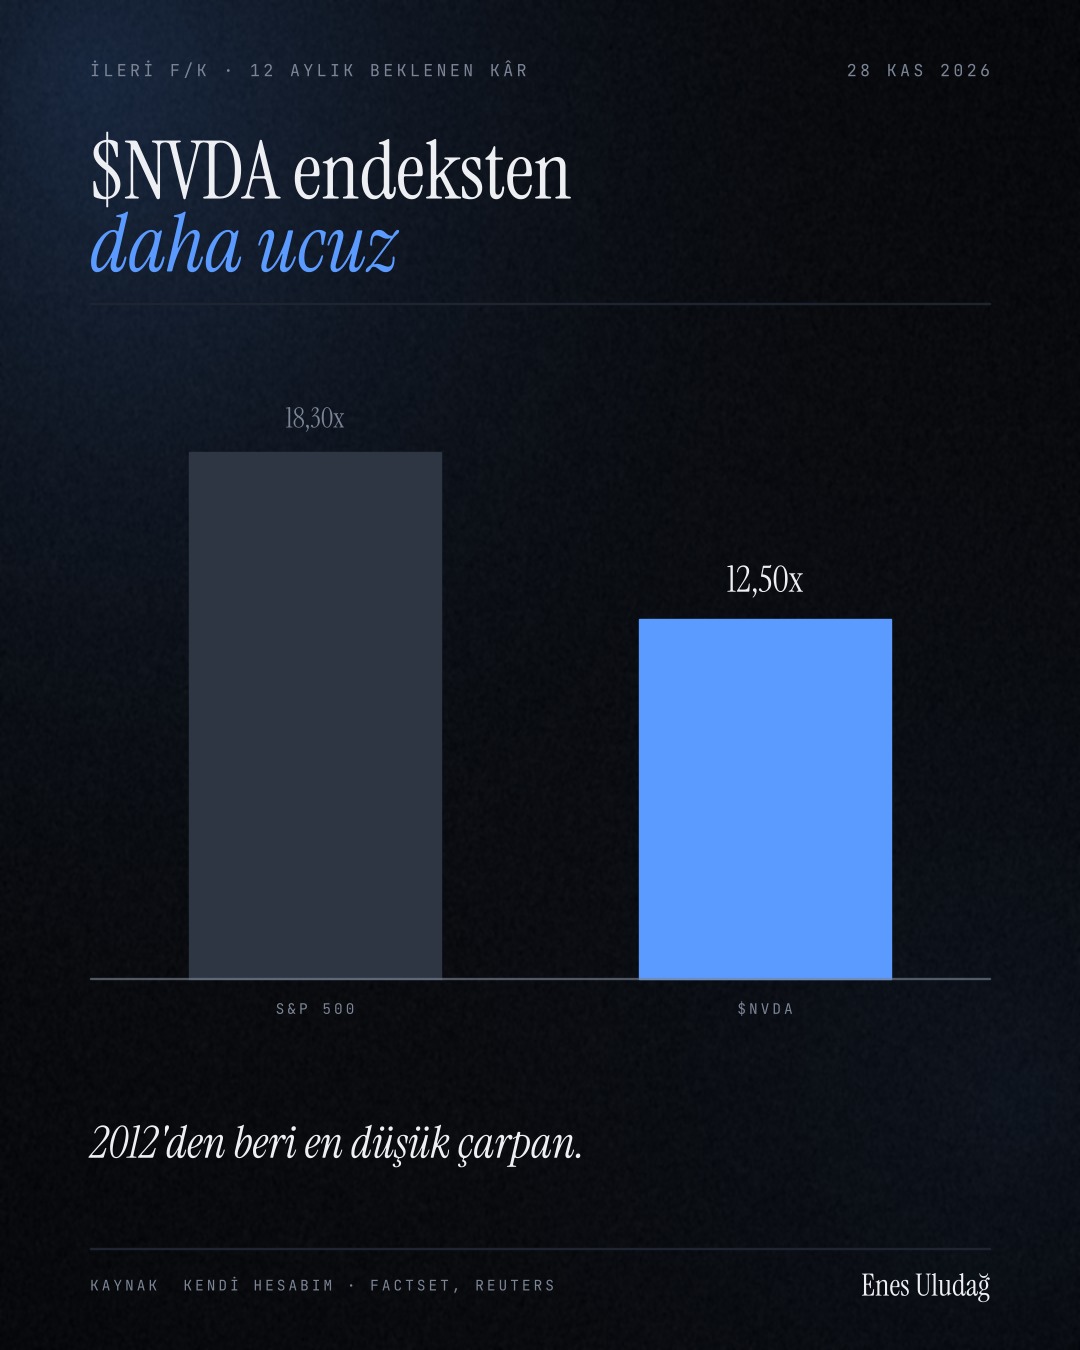 İLERİ F/K · 12 AYLIK BEKLENEN KÂR
28 KAS 2026
$NVDA endeksten
daha ucuz
18,30x
12,50x
S&P 500
$NVDA
2012'den beri en düşük çarpan.
KAYNAK KENDİ HESABIM · FACTSET, REUTERS
Enes Uludağ